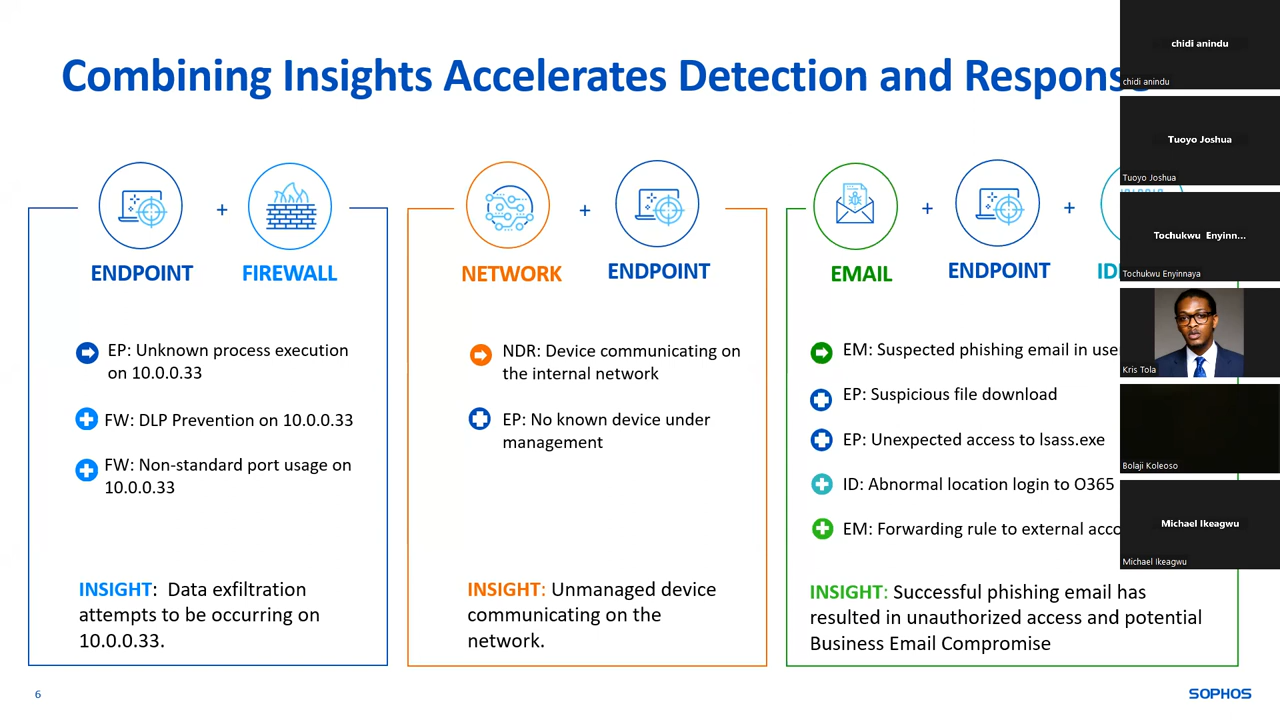 Combining Insights Accelerates Detection and Response
ENDPOINT
+
FIREWALL
EP: Unknown process execution
on 10.0.0.33
FW: DLP Prevention on 10.0.0.33
FW: Non-standard port usage on
10.0.0.33
INSIGHT: Data exfiltration
attempts to be occurring on
10.0.0.33.
NETWORK
+
ENDPOINT
NDR: Device communicating on
the internal network
EP: No known device under
management
INSIGHT: Unmanaged device
communicating on the
network.
EMAIL
+
ENDPOINT
+
EM: Suspected phishing email in use
EP: Suspicious file download
EP: Unexpected access to lsass.exe
ID: Abnormal location login to O365
EM: Forwarding rule to external
INSIGHT: Successful phishing email has
resulted in unauthorized access and potential
Business Email Compromise
6
SOPHOS
chidi anindu
chidi anindu
Tuoyo Joshua
Tuoyo Joshua
Tochukwu Enyinn...
Tochukwu Enyinnaya
Kris Tola
Bolaji Koleoso
Michael Ikeagwu
Michael Ikeagwu